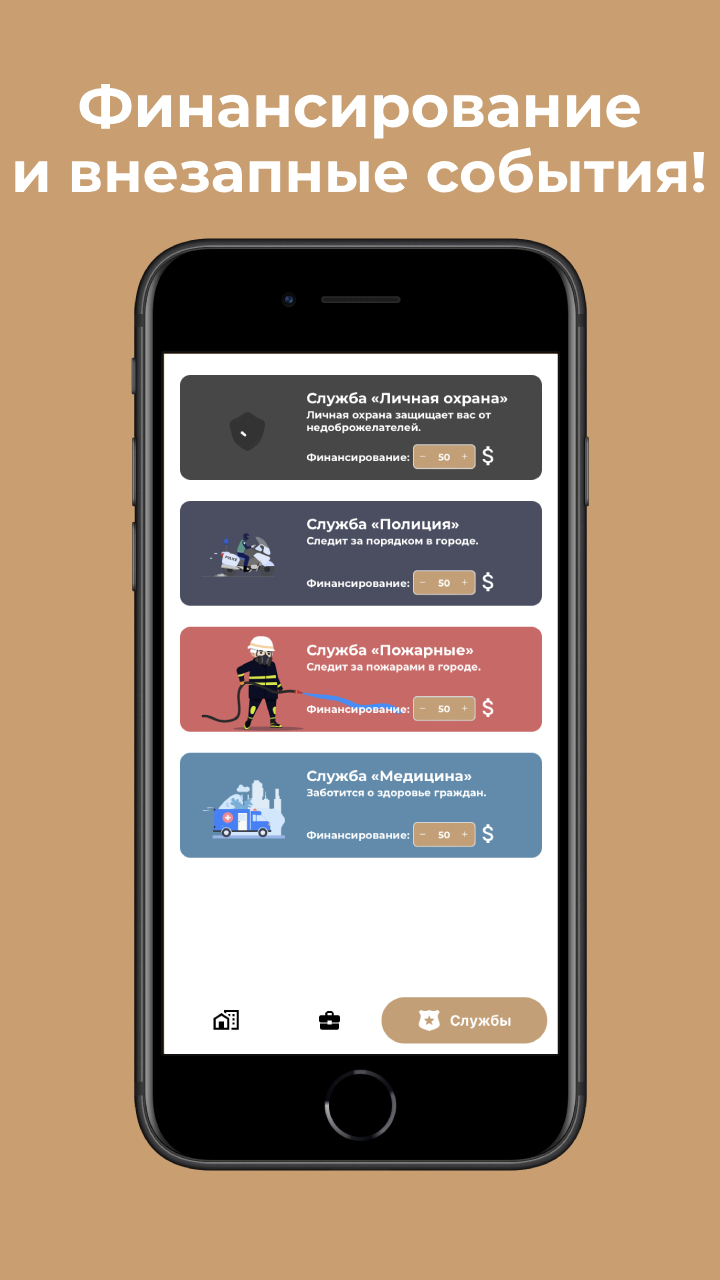 Финансирование
и внезапные события!
Служба «Личная охрана»
Личная охрана защищает вас от
недоброжелателей.
Финансирование: − 50 + $
Служба «Полиция»
Следит за порядком в городе.
POLICE
Финансирование: − 50 + $
Служба «Пожарные»
Следит за пожарами в городе.
Финансирование: − 50 + $
Служба «Медицина»
Заботится о здоровье граждан.
Финансирование: − 50 + $
Службы